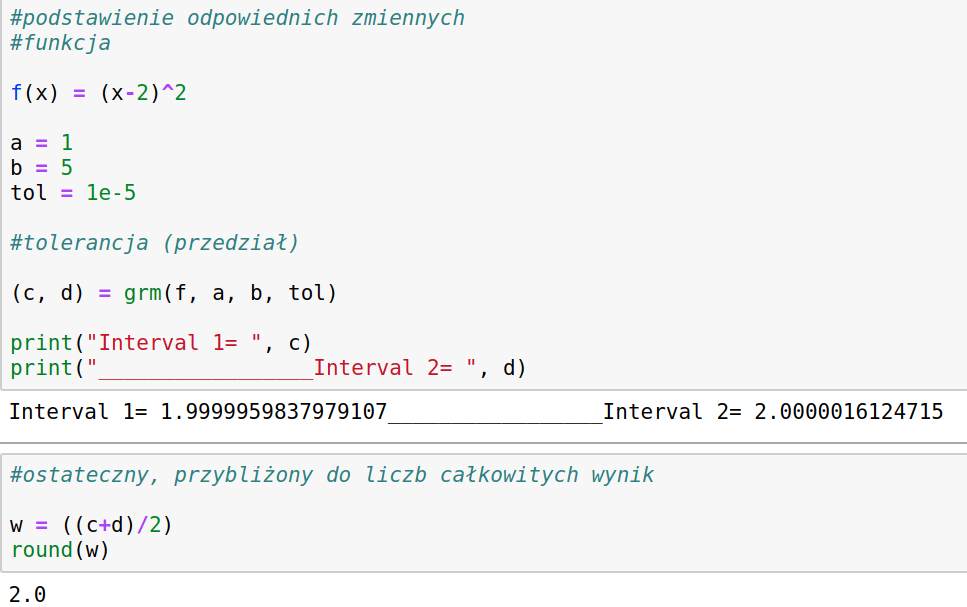 #podstawienie odpowiednich zmiennych
#funkcja
f(x) = (x-2)^2
a = 1
b = 5
tol = 1e-5
#tolerancja (przedział)
(c, d) = grm(f, a, b, tol)
print("Interval 1= ", c)
print("_________________Interval 2= ", d)
Interval 1= 1.9999959837979107_________________Interval 2= 2.0000016124715
#ostateczny, przybliżony do liczb całkowitych wynik
w = ((c+d)/2)
round(w)
2.0